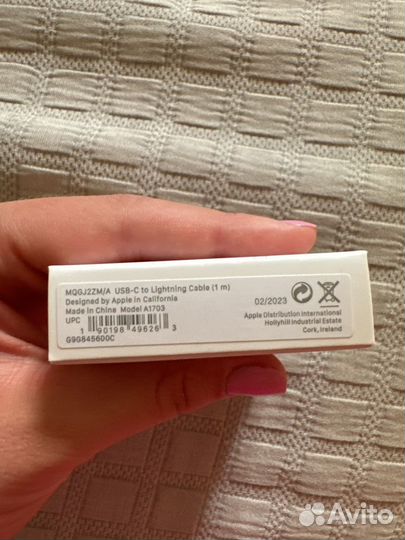 MQGJ2ZM/A USB-C to Lightning Cable (1 m)
Designed by Apple in California
Made in China Model A1703
UPC
1 90198 49626 3
G9G845600C
02/2023
Apple Distribution International
Hollyhill Industrial Estate
Cork, Ireland
Avito